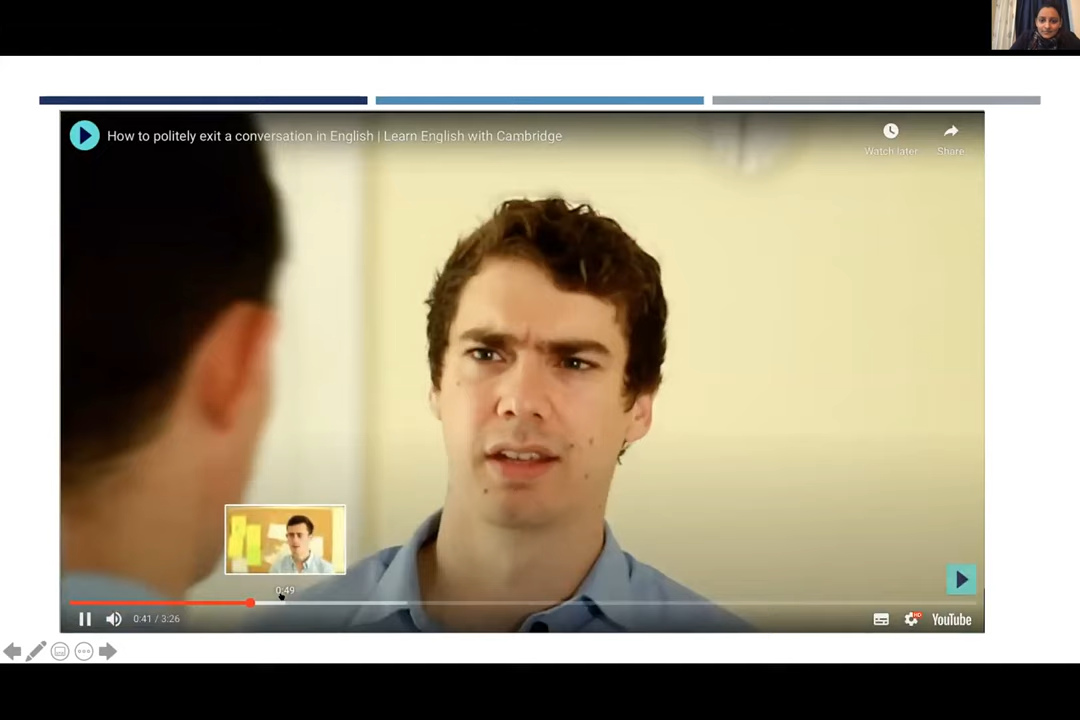 How to politely exit a conversation in English | Learn English with Cambridge
Watch later
Share
0:49
0:41 / 3:26
HD
YouTube